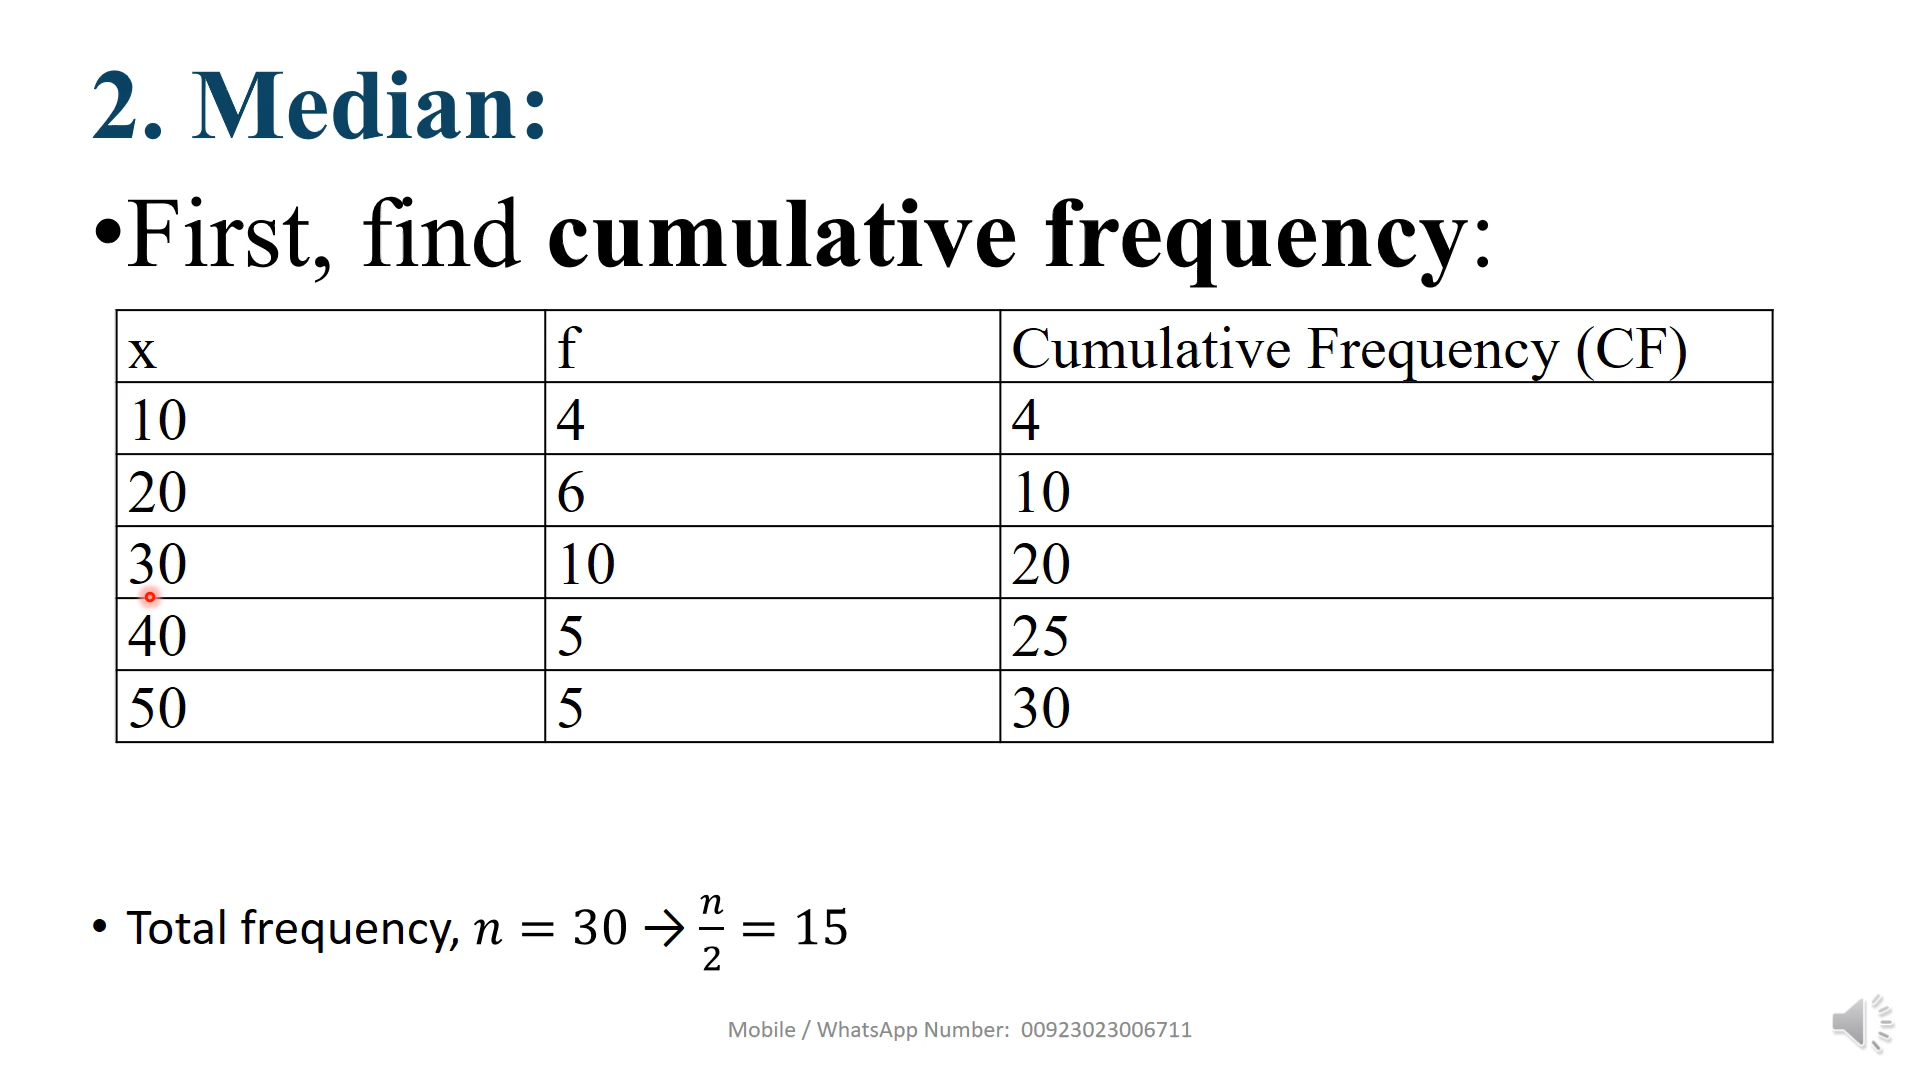 2. Median:
•First, find cumulative frequency:
x f Cumulative Frequency (CF)
10 4 4
20 6 10
30 10 20
40 5 25
50 5 30
• Total frequency, n = 30 → n/2 = 15
Mobile / WhatsApp Number: 00923023006711